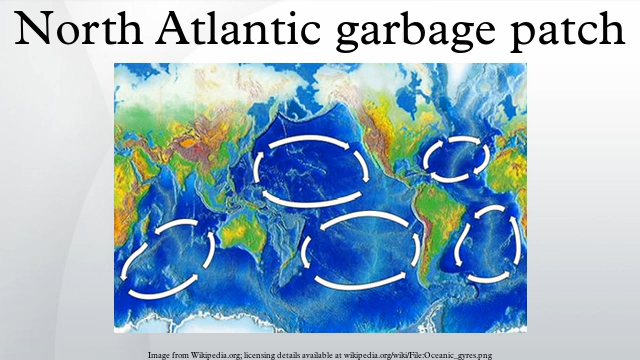 North Atlantic garbage patch
Image from Wikipedia.org; licensing details available at wikipedia.org/wiki/File:Oceanic_gyres.png